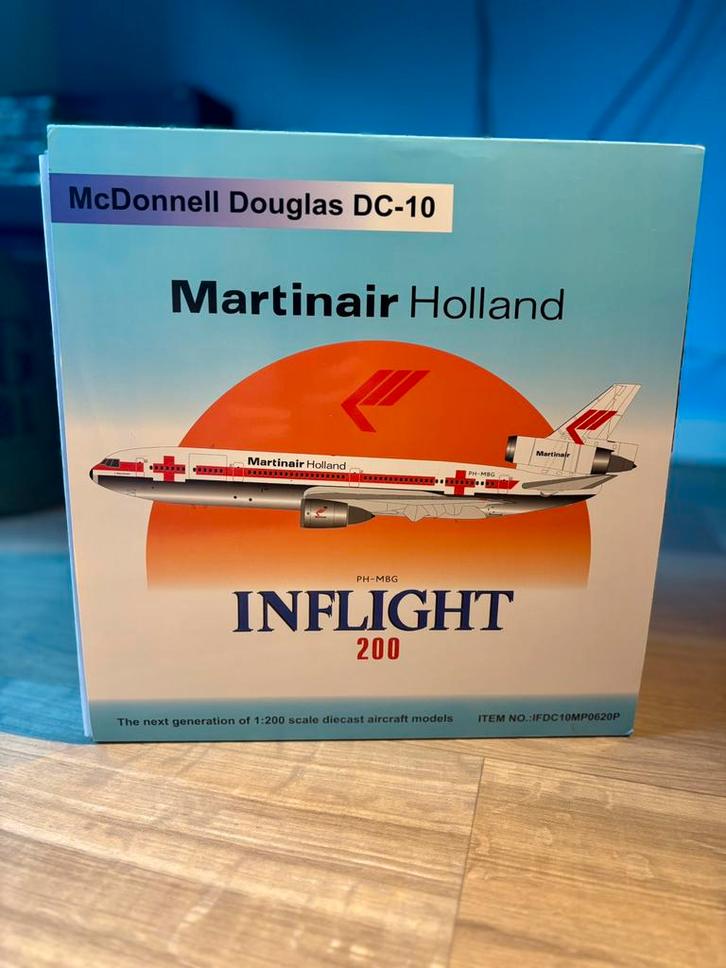 McDonnell Douglas DC-10
Martinair Holland
Martinair
Martinair Holland
PH-MBG
PH-MBG
INFLIGHT
200
The next generation of 1:200 scale diecast aircraft models
ITEM NO.:IFDC10MP0620P